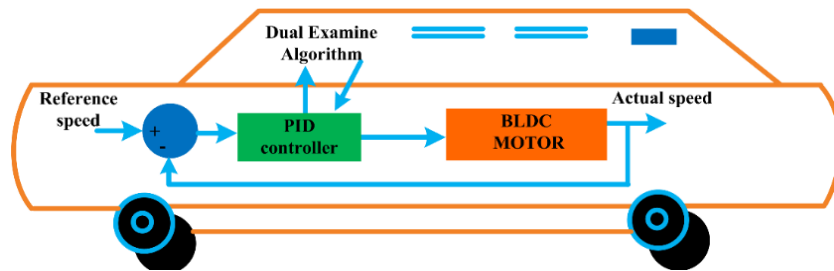 Dual Examine
Algorithm
Reference
speed
+
-
PID
controller
BLDC
MOTOR
Actual speed